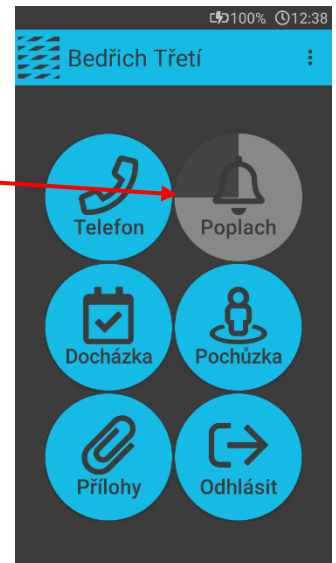 100% 12:38
Bedřich Třetí
Telefon Poplach
Docházka Pochůzka
Přílohy Odhlásit